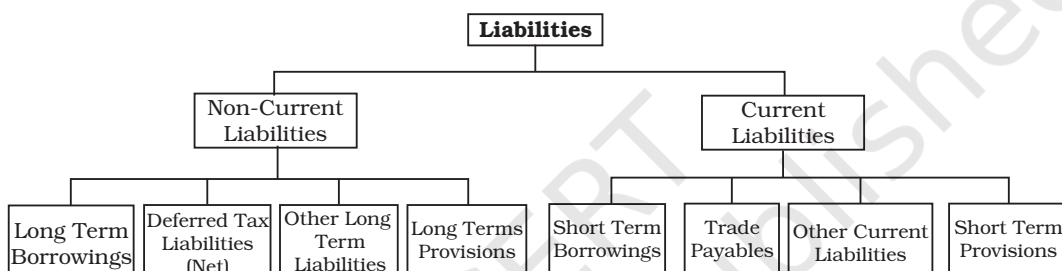 Liabilities
Non-Current
Liabilities
Current
Liabilities
Long Term
Borrowings
Deferred Tax
Liabilities
(Net)
Other Long
Term
Liabilities
Long Terms
Provisions
Short Term
Borrowings
Trade
Payables
Other Current
Liabilities
Short Term
Provisions